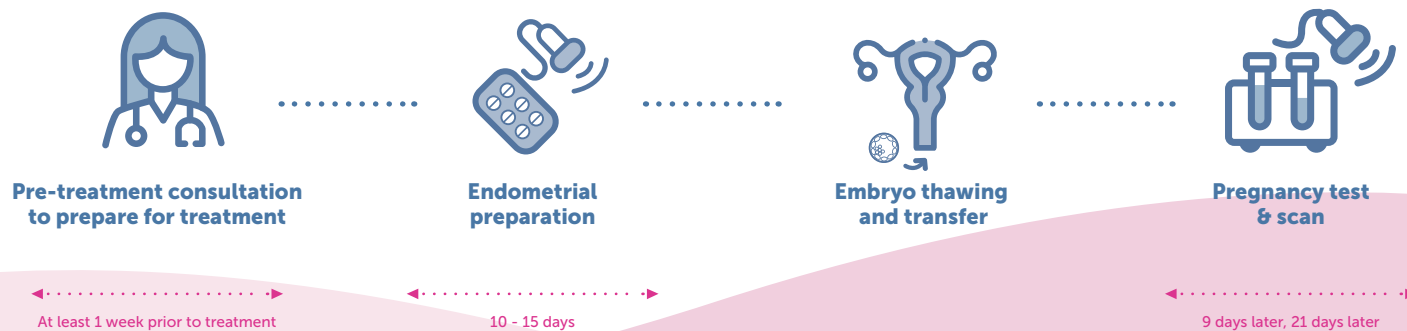 Pre-treatment consultation
to prepare for treatment
Endometrial
preparation
Embryo thawing
and transfer
Pregnancy test
& scan
At least 1 week prior to treatment
10 - 15 days
9 days later, 21 days later